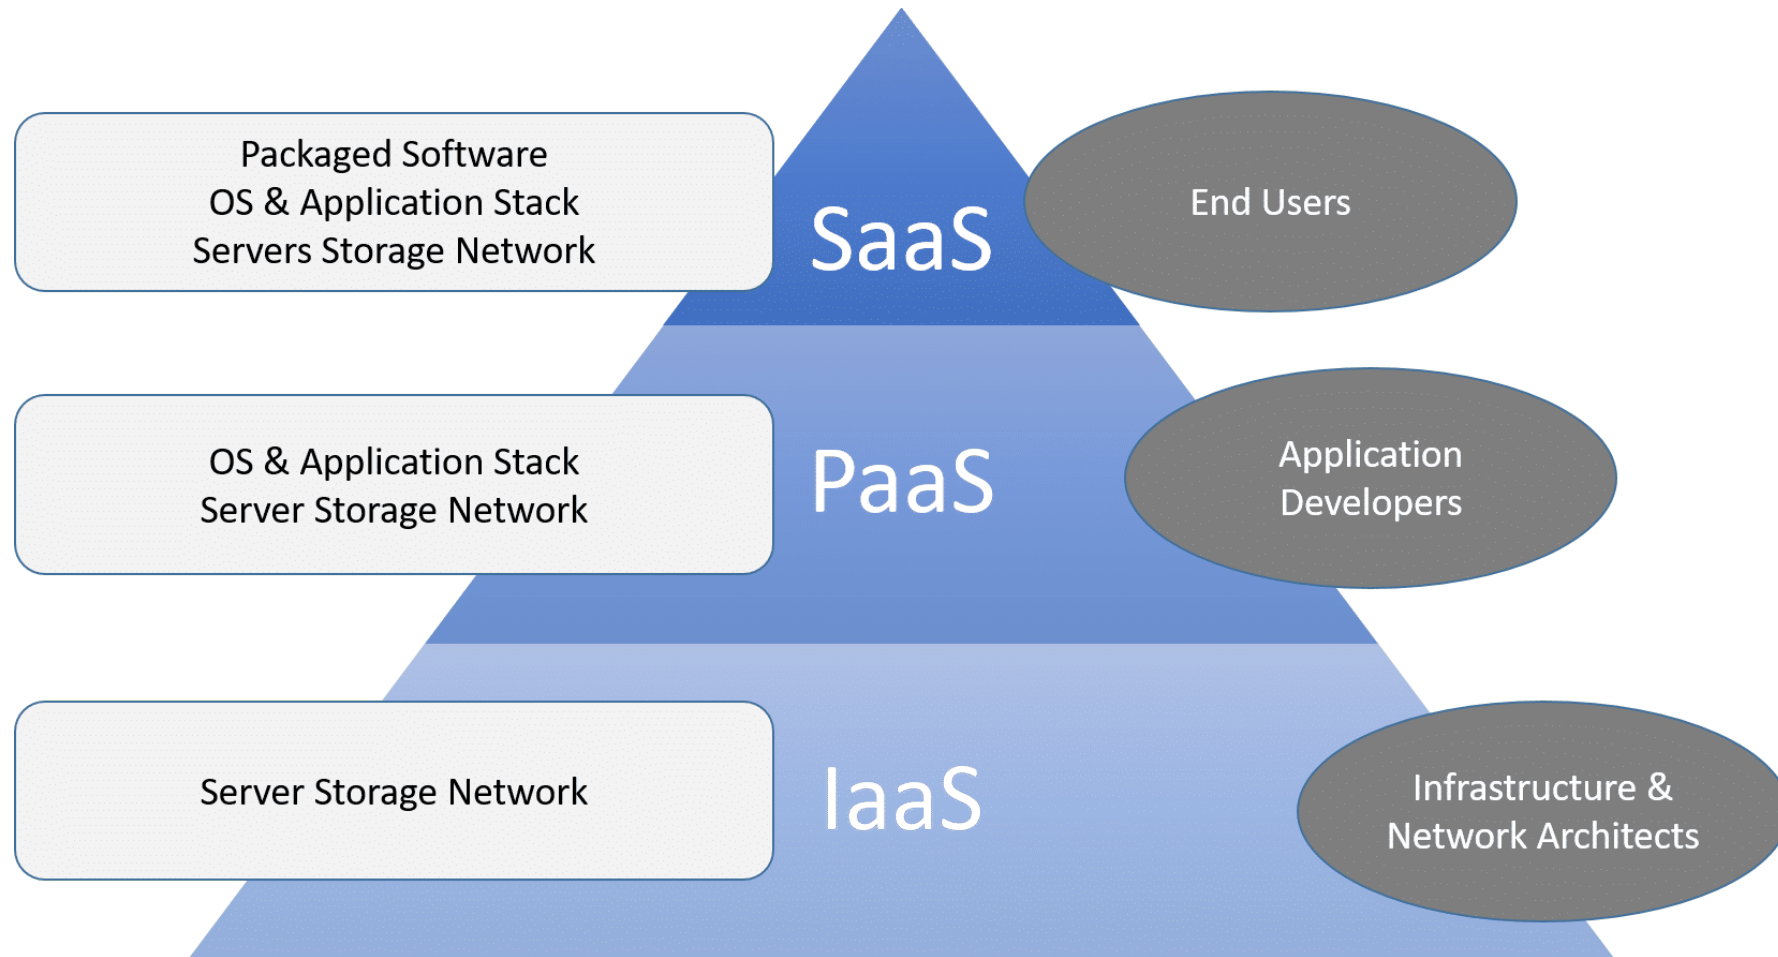 Packaged Software
OS & Application Stack
Servers Storage Network
SaaS
End Users
OS & Application Stack
Server Storage Network
PaaS
Application
Developers
Server Storage Network
IaaS
Infrastructure &
Network Architects